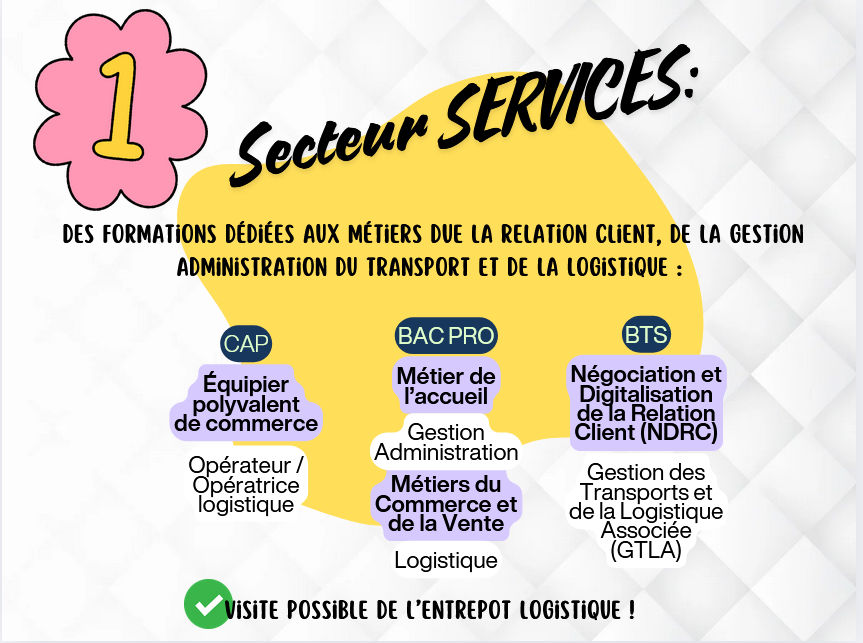 1
Secteur SERVICES:
DES FORMATIONS DÉDIÉES AUX MÉTIERS DUE LA RELATION CLIENT, DE LA GESTION
ADMINISTRATION DU TRANSPORT ET DE LA LOGISTIQUE :
CAP
Équipier
polyvalent
de commerce
Opérateur /
Opératrice
logistique
BAC PRO
Métier de
l'accueil
Gestion
Administration
Métiers du
Commerce et
de la Vente
Logistique
BTS
Négociation et
Digitalisation
de la Relation
Client (NDRC)
Gestion des
Transports et
de la Logistique
Associée
(GTLA)
VISITE POSSIBLE DE L'ENTREPOT LOGISTIQUE !